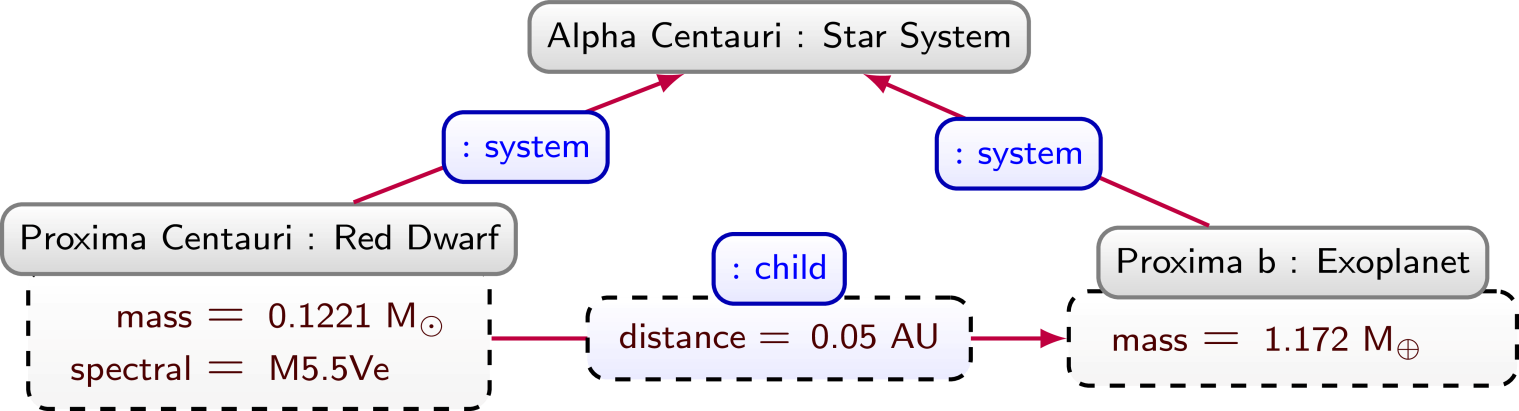 Alpha Centauri : Star System
: system
: system
Proxima Centauri : Red Dwarf
mass = 0.1221 M☉
spectral = M5.5Ve
: child
distance = 0.05 AU
Proxima b : Exoplanet
mass = 1.172 M⊕